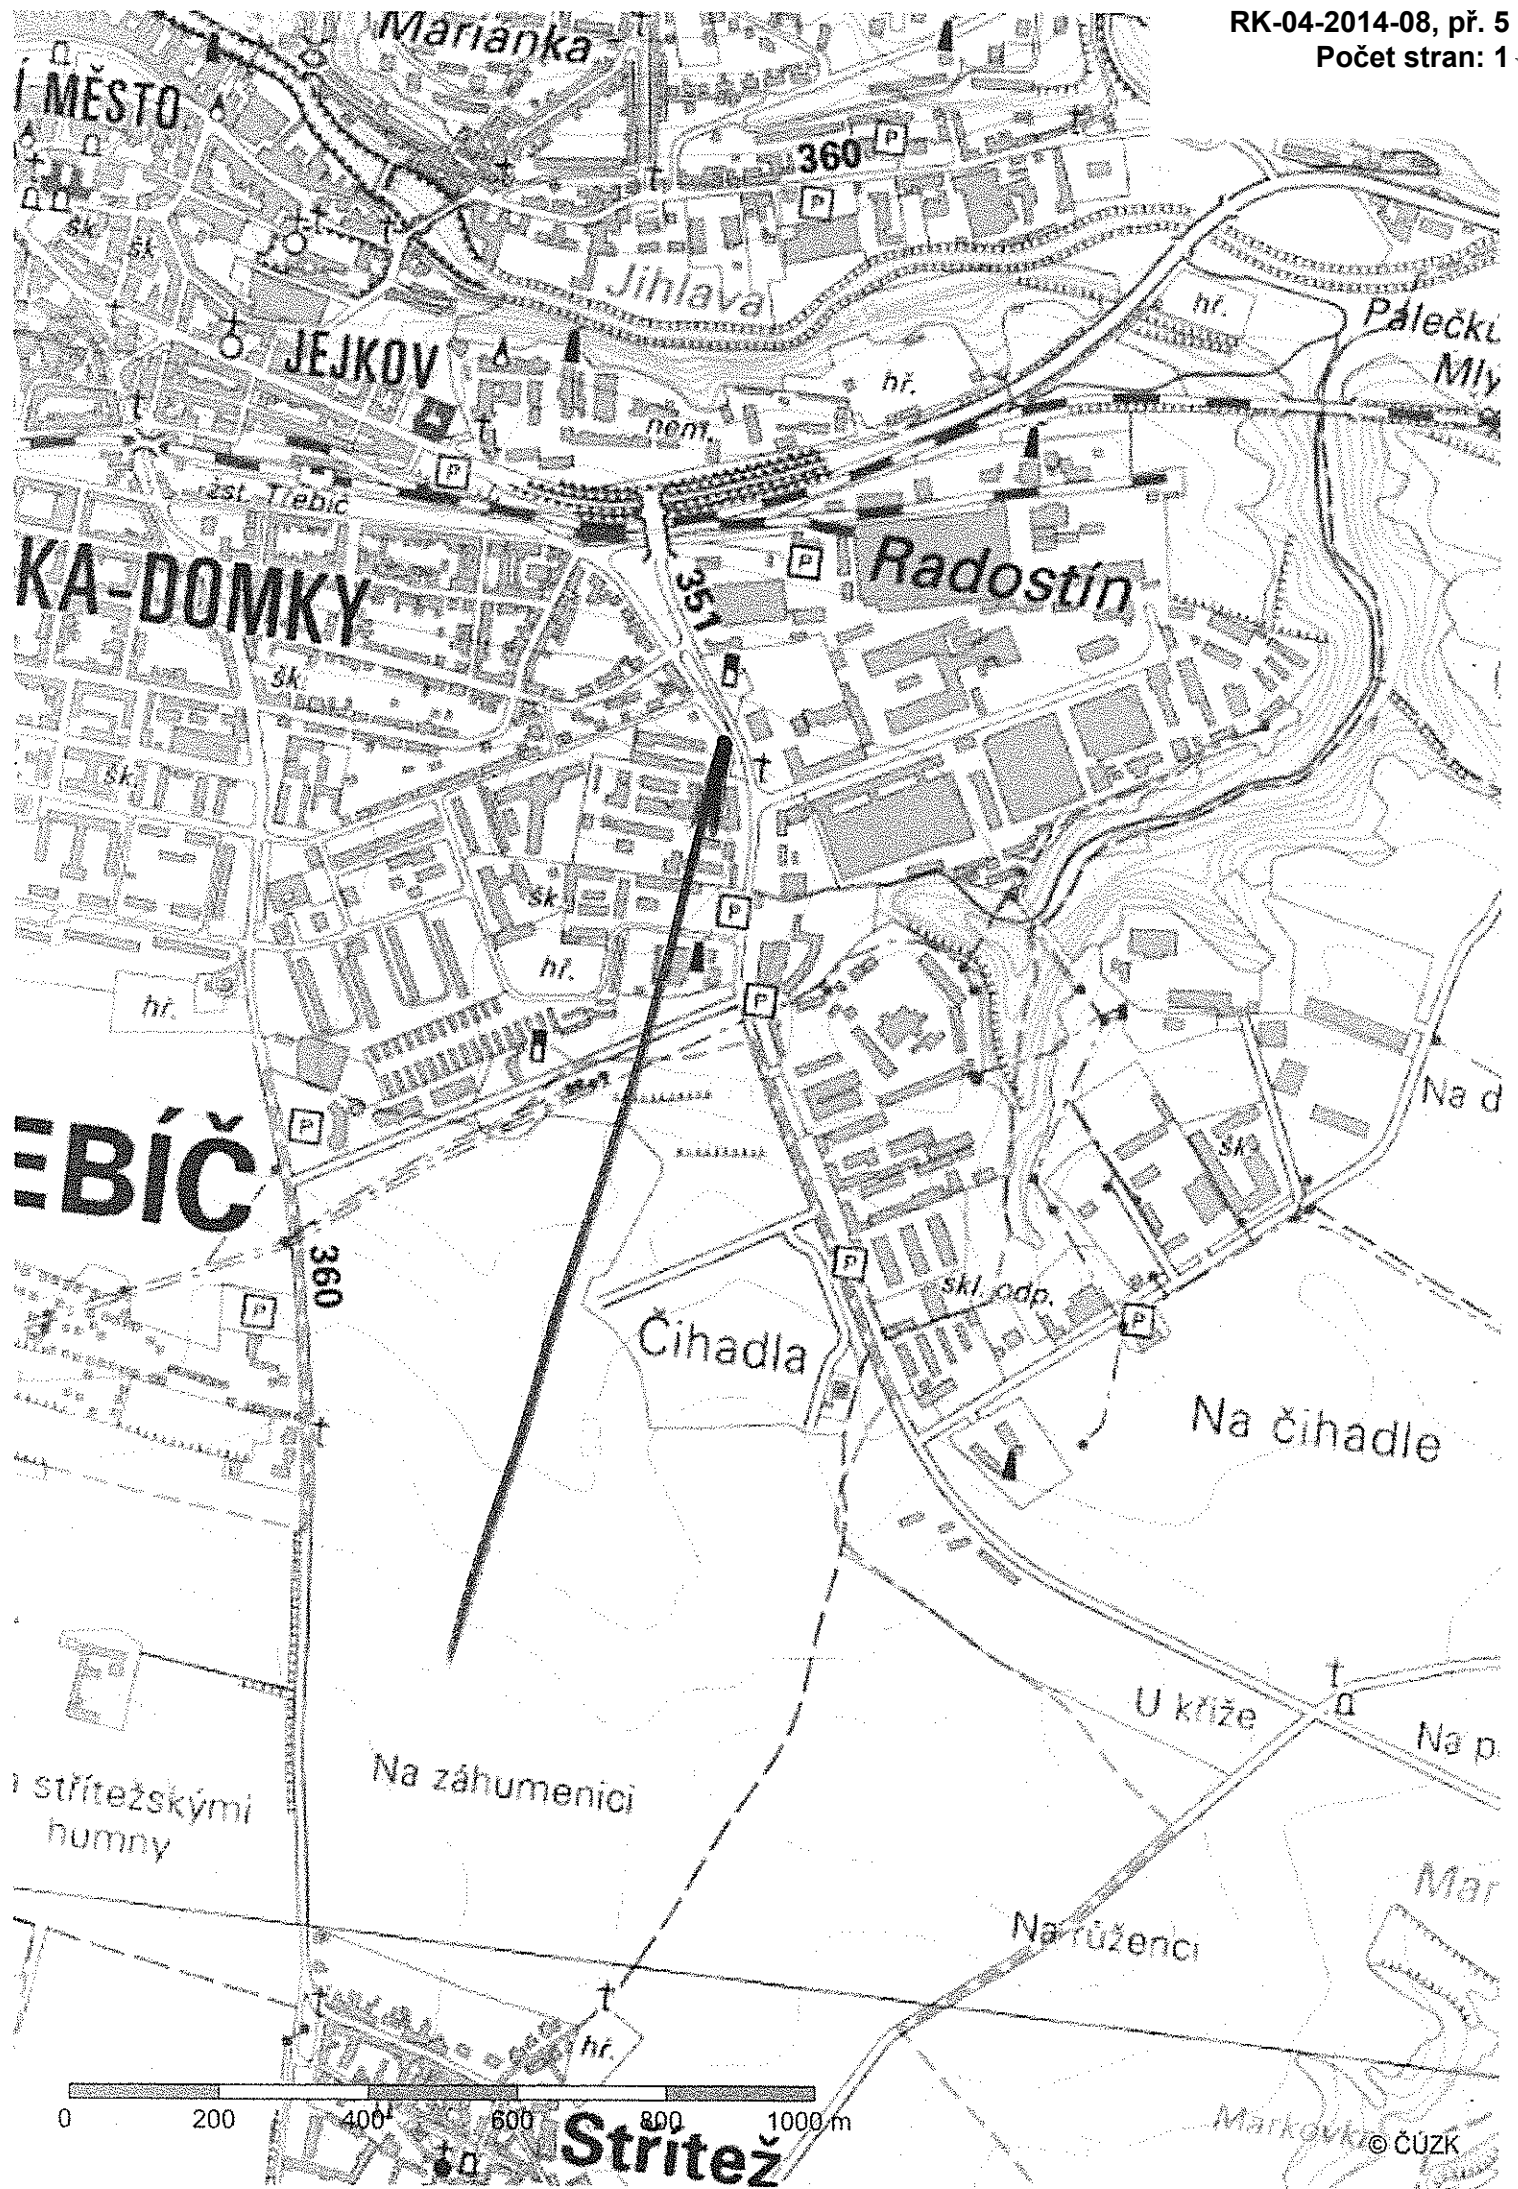 RK-04-2014-08, př. 5
Počet stran: 1
Mariánka
Í MĚSTO
360
P
P
šk
šk
Jihlava
hř.
Pálečků
Mlý
JEJKOV
hř.
nem.
P
žst. Třebíč
KA-DOMKY
351
P
Radostín
šk.
šk.
šk.
P
hř.
hř.
P
Na d
P
EBÍČ
šk.
360
P
P
skl. odp.
P
Čihadla
Na čihadle
U kříže
Na p
Na záhumenici
střítežskými
humny
Mar
Na růženci
hř.
0 200 400 600 800 1000 m
Střítež
© ČÚZK